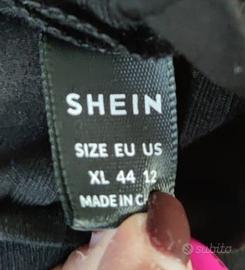 SHEIN
SIZE EU US
XL 44 12
MADE IN
subito